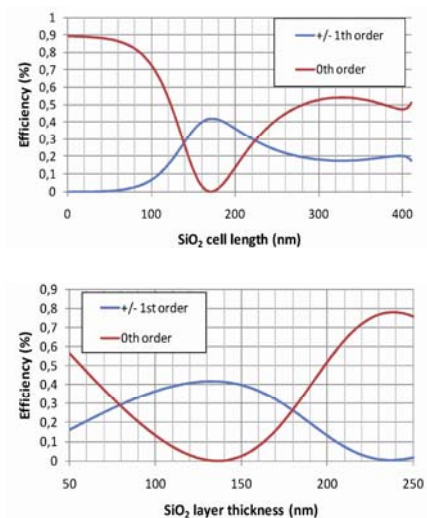 1
0,9
0,8
0,7
0,6
0,5
0,4
0,3
0,2
0,1
0
Efficiency (%)
+/- 1th order
0th order
0 100 200 300 400
SiO₂ cell length (nm)
0,9
0,8
0,7
0,6
0,5
0,4
0,3
0,2
0,1
0
Efficiency (%)
+/- 1st order
0th order
50 100 150 200 250
SiO₂ layer thickness (nm)